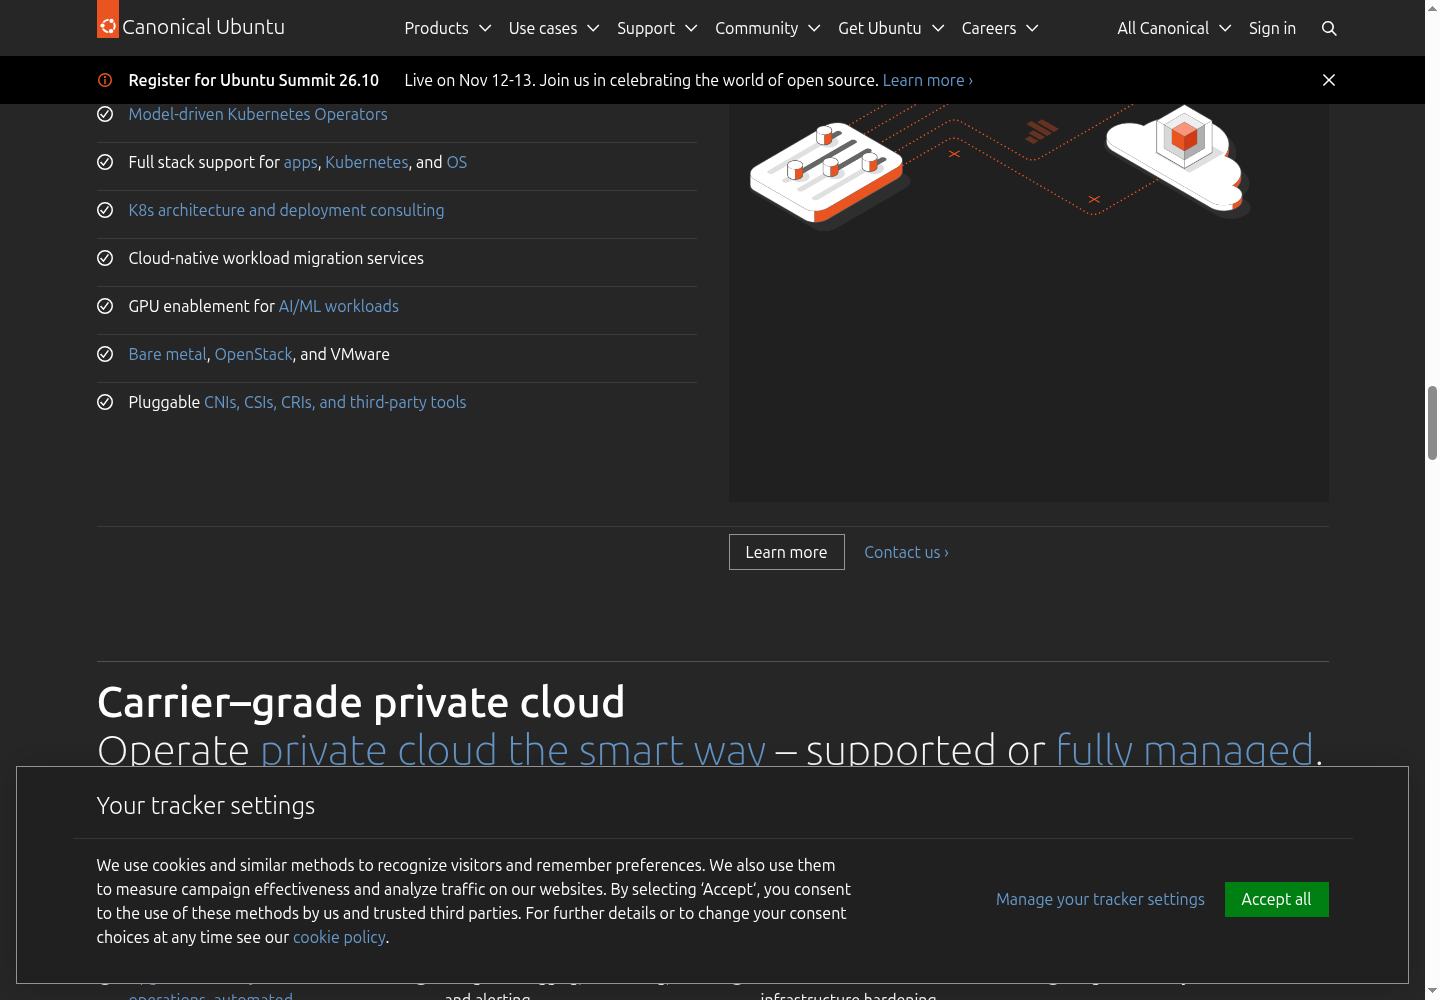 Canonical Ubuntu
Products Use cases Support Community Get Ubuntu Careers All Canonical Sign in
Register for Ubuntu Summit 26.10 Live on Nov 12-13. Join us in celebrating the world of open source. Learn more ›
Model-driven Kubernetes Operators
Full stack support for apps, Kubernetes, and OS
K8s architecture and deployment consulting
Cloud-native workload migration services
GPU enablement for AI/ML workloads
Bare metal, OpenStack, and VMware
Pluggable CNIs, CSIs, CRIs, and third-party tools
Learn more Contact us ›
Carrier–grade private cloud
Operate private cloud the smart way – supported or fully managed.
Your tracker settings
We use cookies and similar methods to recognize visitors and remember preferences. We also use them
to measure campaign effectiveness and analyze traffic on our websites. By selecting ‘Accept‘, you consent
to the use of these methods by us and trusted third parties. For further details or to change your consent
choices at any time see our cookie policy.
Manage your tracker settings Accept all
operations, automated and alerting infrastructure hardening